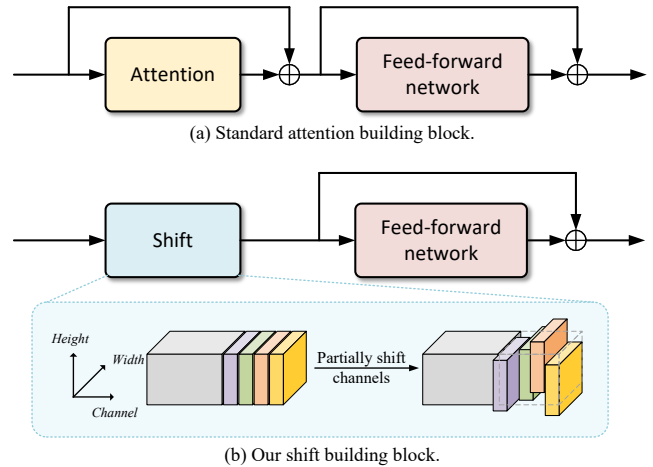 Attention
Feed-forward
network
(a) Standard attention building block.
Shift
Feed-forward
network
Height
Width
Channel
Partially shift
channels
(b) Our shift building block.